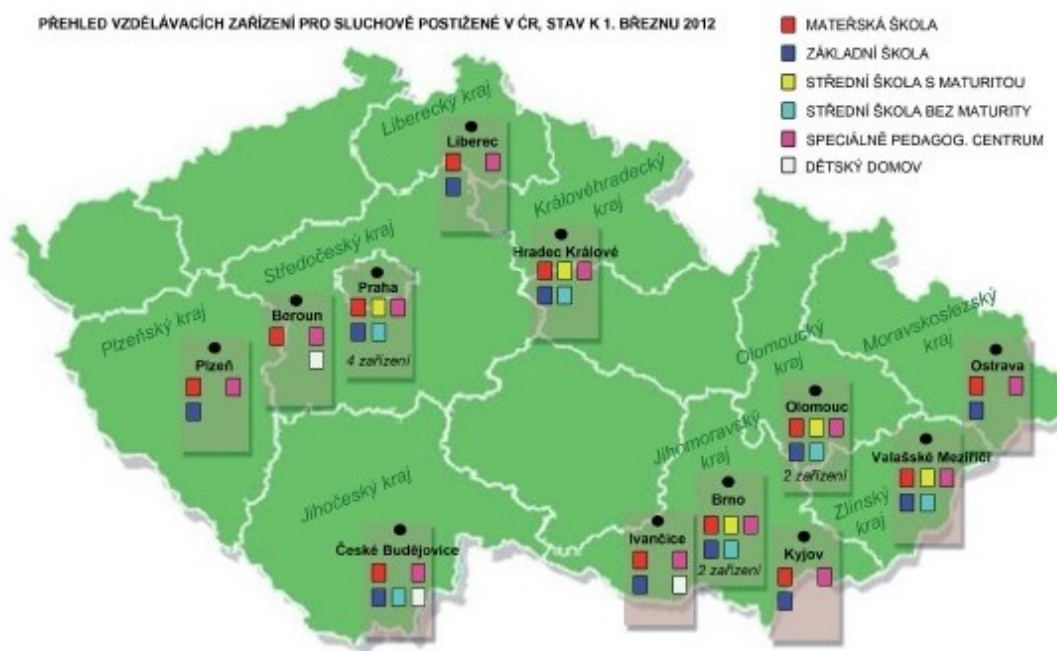 PŘEHLED VZDĚLÁVACÍCH ZAŘÍZENÍ PRO SLUCHOVĚ POSTIŽENÉ V ČR, STAV K 1. BŘEZNU 2012
MATEŘSKÁ ŠKOLA
ZÁKLADNÍ ŠKOLA
STŘEDNÍ ŠKOLA S MATURITOU
STŘEDNÍ ŠKOLA BEZ MATURITY
SPECIÁLNĚ PEDAGOG. CENTRUM
DĚTSKÝ DOMOV
Liberecký kraj
Liberec
Královéhradecký
kraj
Hradec Králové
Středočeský kraj
Praha
4 zařízení
Beroun
Plzeňský kraj
Plzeň
Moravskoslezský
kraj
Ostrava
Olomoucký
kraj
Olomouc
2 zařízení
Valašské Meziříčí
Zlínský
kraj
Jihomoravský
kraj
Brno
2 zařízení
Ivančice
Kyjov
Jihočeský kraj
České Budějovice